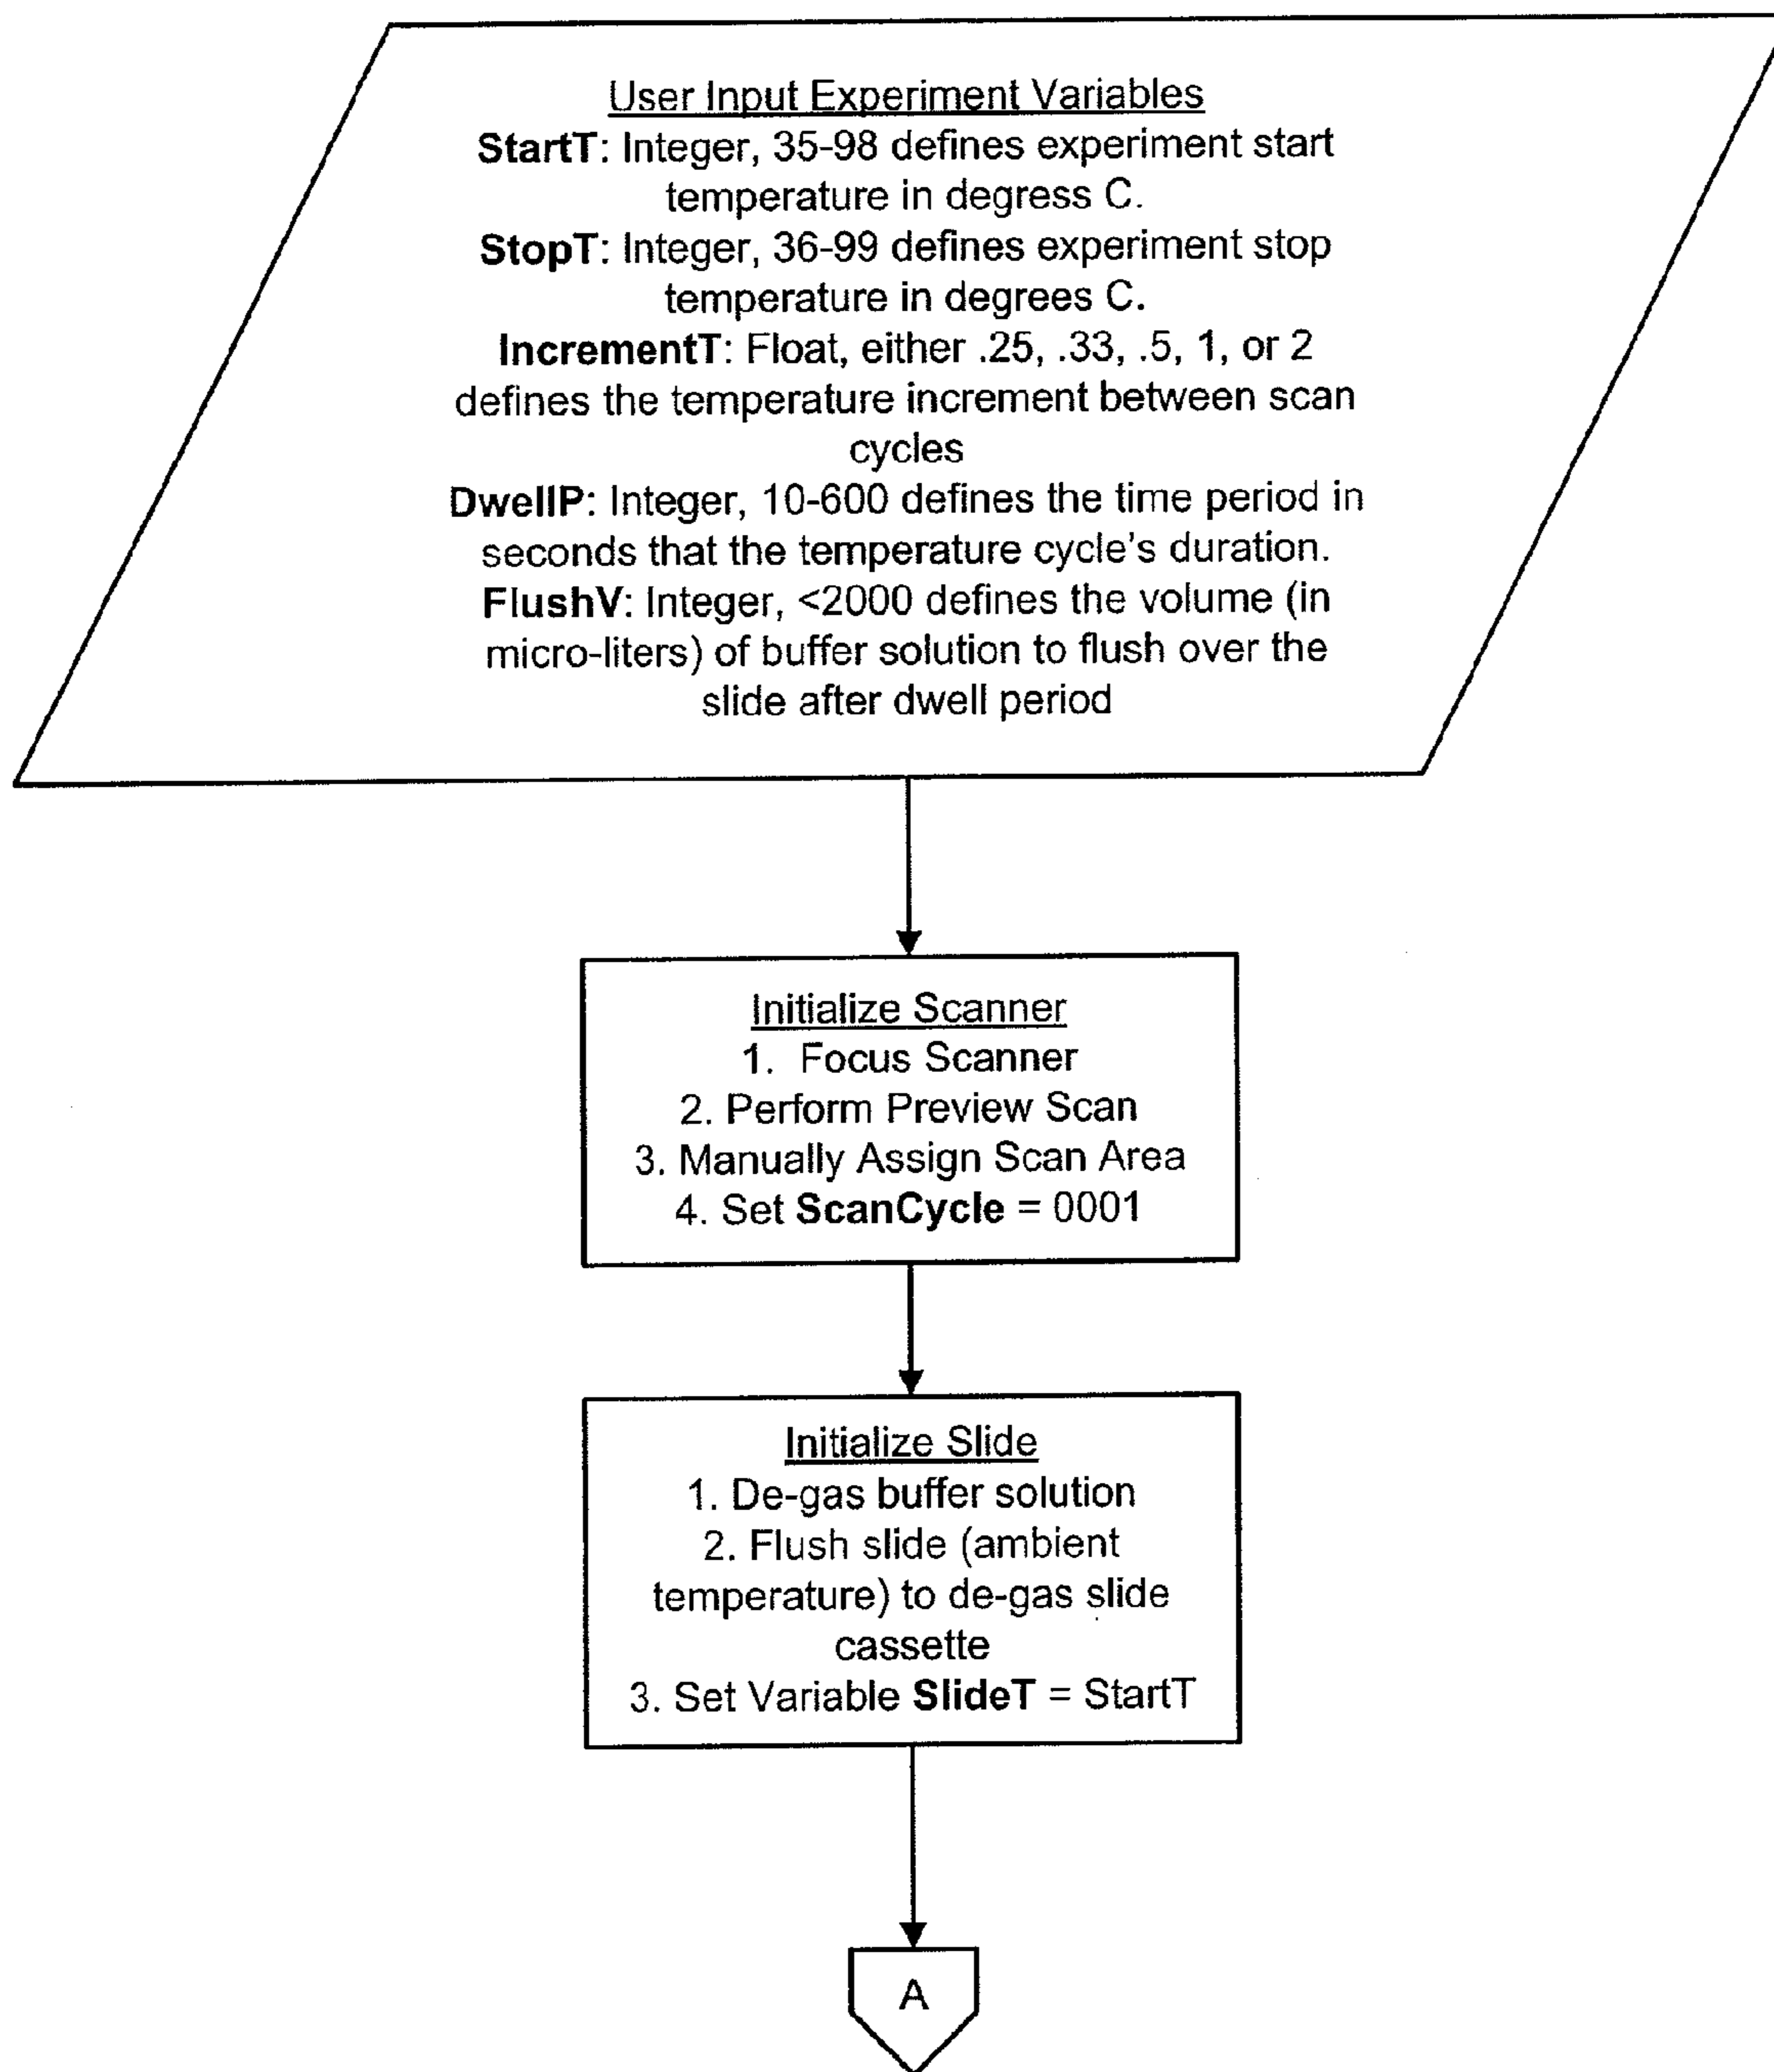 User Input Experiment Variables
StartT: Integer, 35-98 defines experiment start
temperature in degress C.
StopT: Integer, 36-99 defines experiment stop
temperature in degrees C.
IncrementT: Float, either .25, .33, .5, 1, or 2
defines the temperature increment between scan
cycles
DwellP: Integer, 10-600 defines the time period in
seconds that the temperature cycle's duration.
FlushV: Integer, <2000 defines the volume (in
micro-liters) of buffer solution to flush over the
slide after dwell period
Initialize Scanner
1. Focus Scanner
2. Perform Preview Scan
3. Manually Assign Scan Area
4. Set ScanCycle = 0001
Initialize Slide
1. De-gas buffer solution
2. Flush slide (ambient
temperature) to de-gas slide
cassette
3. Set Variable SlideT = StartT
A